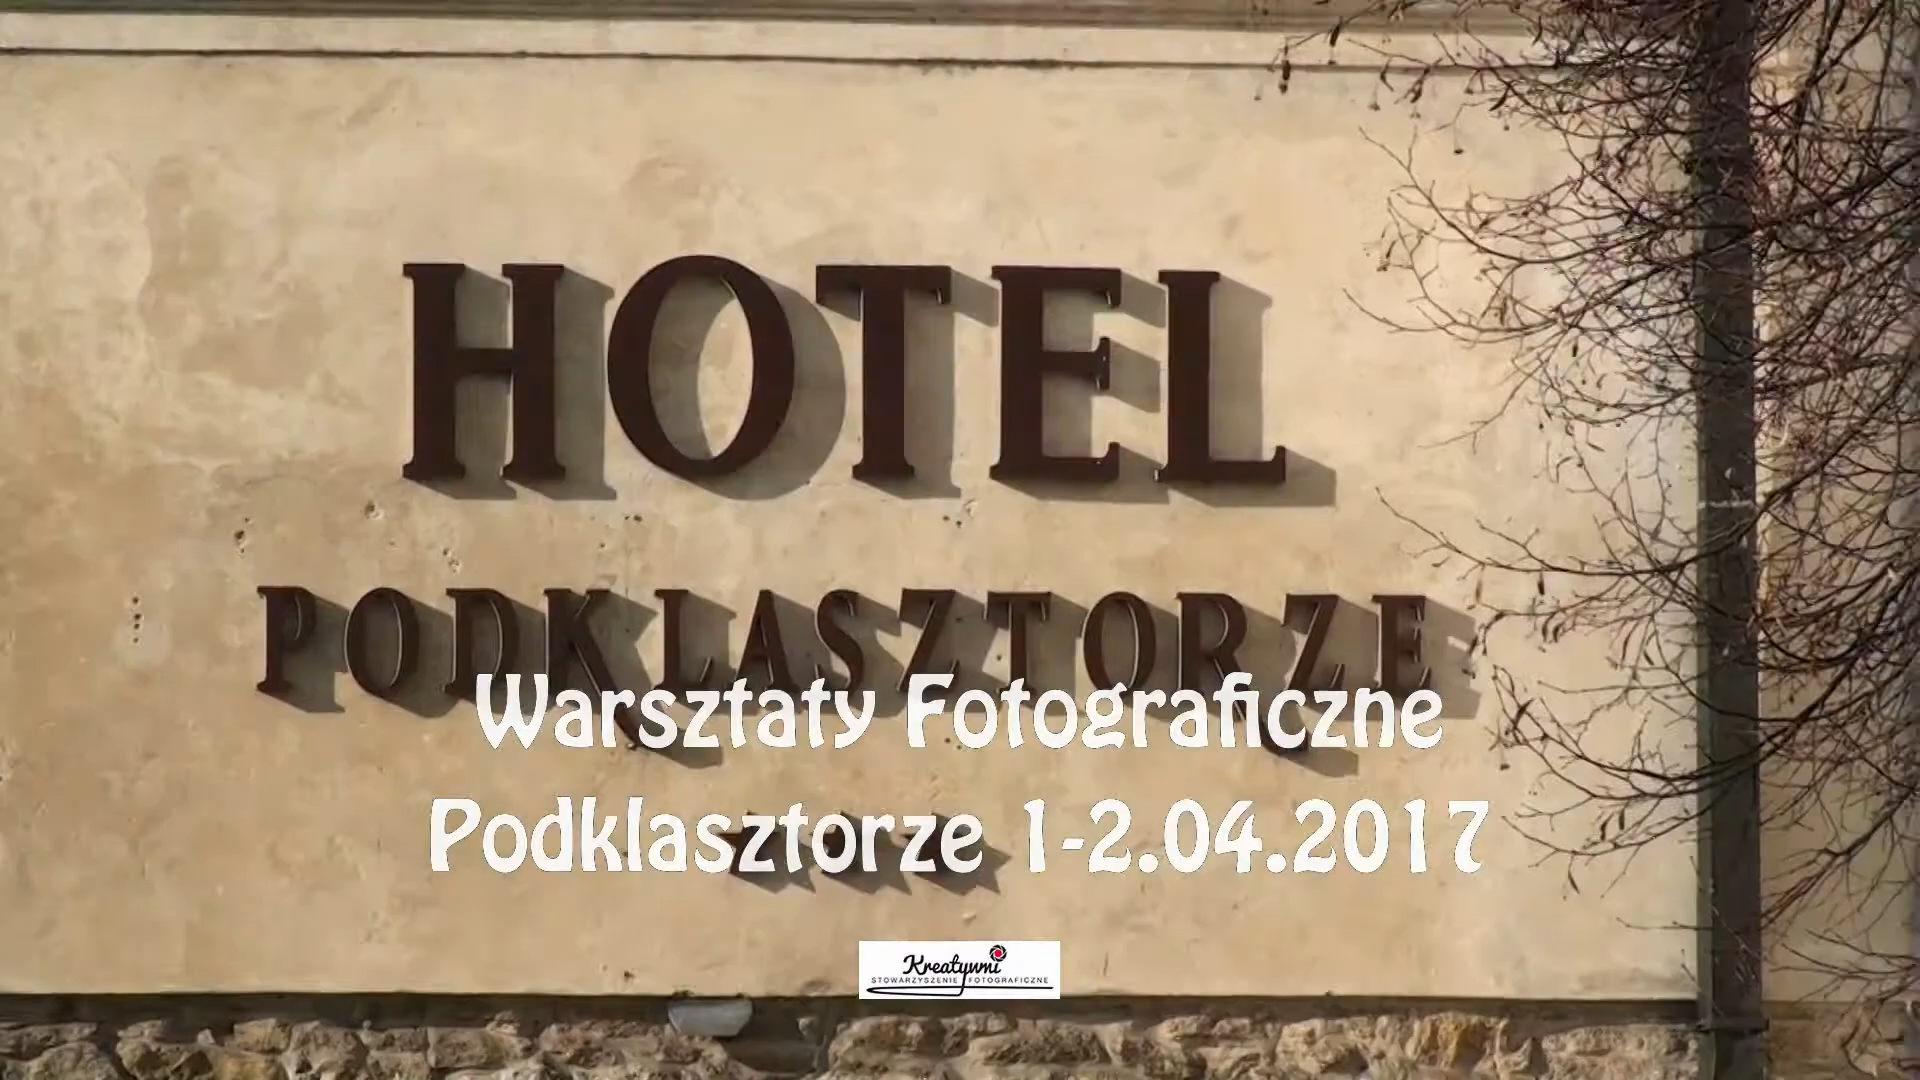 HOTEL
PODKLASZTORZE
Warsztaty Fotograficzne
Podklasztorze 1-2.04.2017
Kreatywni
STOWARZYSZENIE FOTOGRAFICZNE